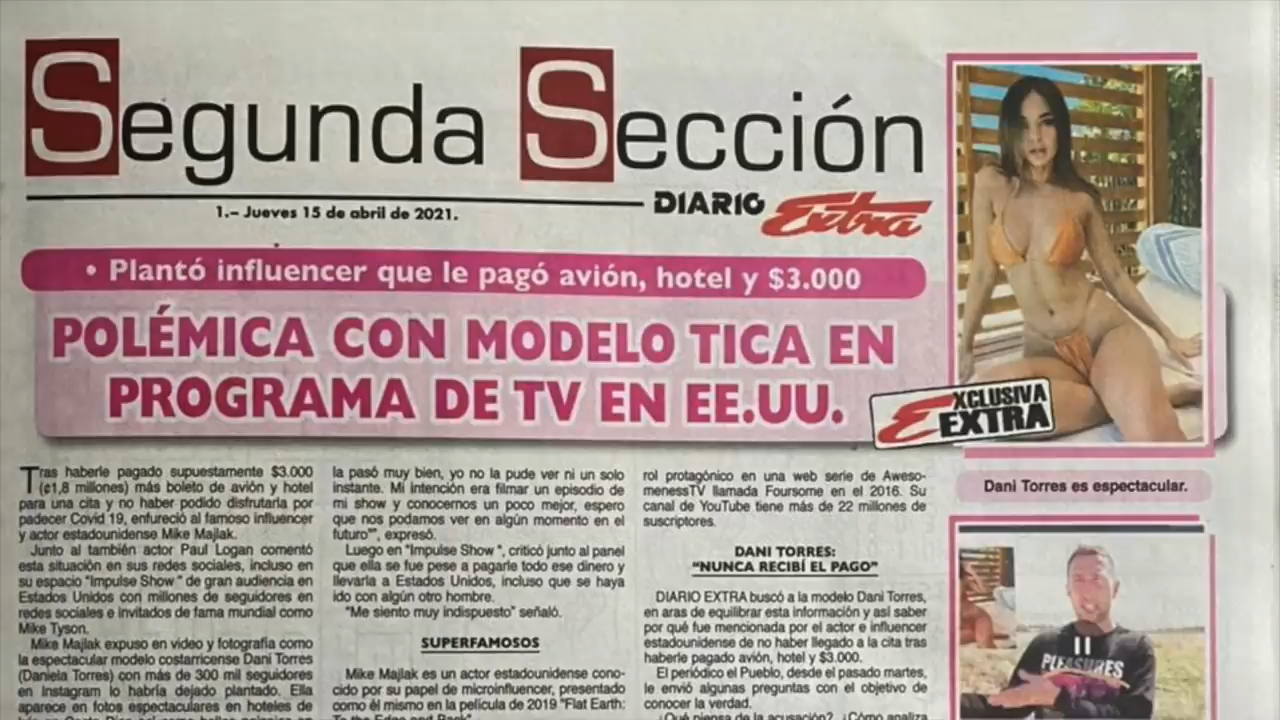 Segunda Sección
1.– Jueves 15 de abril de 2021.
DIARIO Extra
• Plantó influencer que le pagó avión, hotel y $3.000
POLÉMICA CON MODELO TICA EN
PROGRAMA DE TV EN EE.UU.
EXCLUSIVA
EXTRA
Tras haberle pagado supuestamente $3.000
(¢1,8 millones) más boleto de avión y hotel
para una cita y no haber podido disfrutarla por
padecer Covid 19, enfureció al famoso influencer
y actor estadounidense Mike Majlak.
Junto al también actor Paul Logan comentó
esta situación en sus redes sociales, incluso en
su espacio "Impulse Show " de gran audiencia en
Estados Unidos con millones de seguidores en
redes sociales e invitados de fama mundial como
Mike Tyson.
Mike Majlak expuso en video y fotografía como
la espectacular modelo costarricense Dani Torres
(Daniela Torres) con más de 300 mil seguidores
en Instagram lo habría dejado plantado. Ella
aparece en fotos espectaculares en hoteles de
la pasó muy bien, yo no la pude ver ni un solo
instante. Mi intención era filmar un episodio de
mi show y conocernos un poco mejor, espero
que nos podamos ver en algún momento en el
futuro"", expresó.
Luego en "Impulse Show ", criticó junto al panel
que ella se fue pese a pagarle todo ese dinero y
llevarla a Estados Unidos, incluso que se haya
ido con algún otro hombre.
"Me siento muy indispuesto" señaló.
SUPERFAMOSOS
Mike Majlak es un actor estadounidense cono-
cido por su papel de microinfluencer, presentado
como él mismo en la película de 2019 "Flat Earth:
To the Edge and Back"
rol protagónico en una web serie de Aweso-
menessTV llamada Foursome en el 2016. Su
canal de YouTube tiene más de 22 millones de
suscriptores.
DANI TORRES:
"NUNCA RECIBÍ EL PAGO"
DIARIO EXTRA buscó a la modelo Dani Torres,
en aras de equilibrar esta información y así saber
por qué fue mencionada por el actor e influencer
estadounidense de no haber llegado a la cita tras
haberle pagado avión, hotel y $3.000.
El periódico el Pueblo, desde el pasado martes,
le envió algunas preguntas con el objetivo de
conocer la verdad.
¿Qué piensa de la acusación? ¿Cómo analiza
Dani Torres es espectacular.
PLEASURES